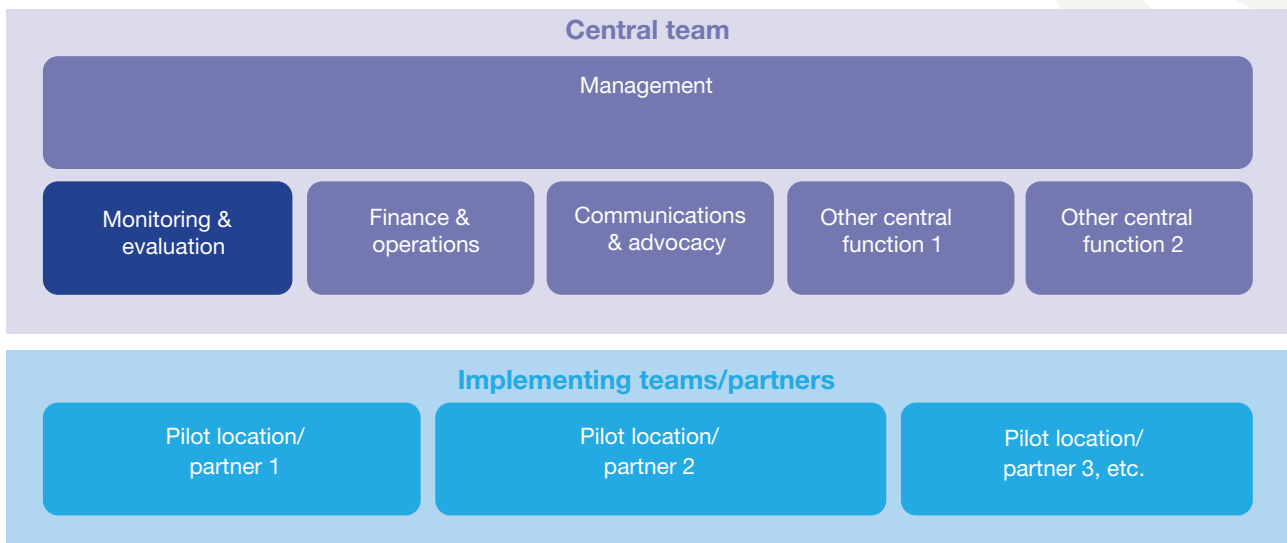 Central team
Management
Monitoring &
evaluation
Finance &
operations
Communications
& advocacy
Other central
function 1
Other central
function 2
Implementing teams/partners
Pilot location/
partner 1
Pilot location/
partner 2
Pilot location/
partner 3, etc.